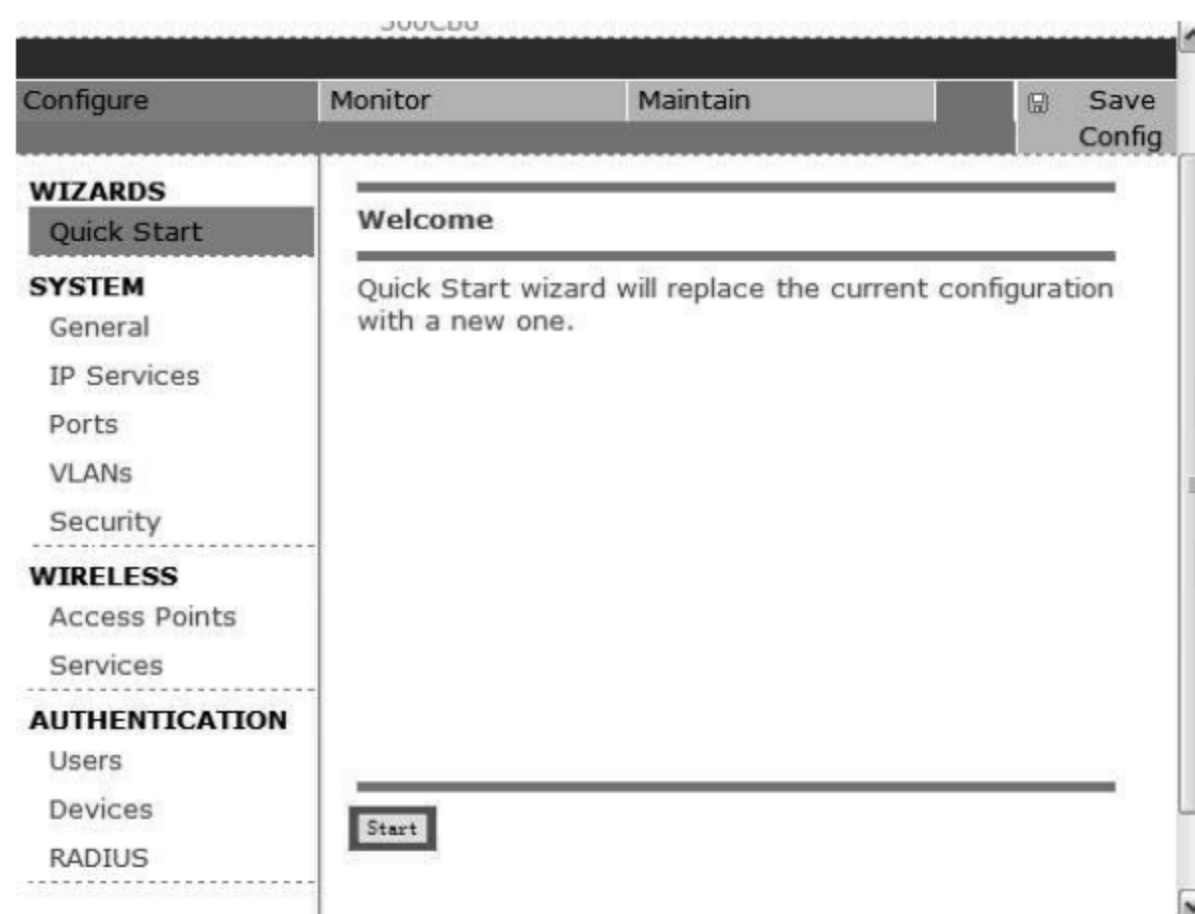 Configure
Monitor
Maintain
Save
Config
WIZARDS
Quick Start
SYSTEM
General
IP Services
Ports
VLANs
Security
WIRELESS
Access Points
Services
AUTHENTICATION
Users
Devices
RADIUS
Welcome
Quick Start wizard will replace the current configuration
with a new one.
Start